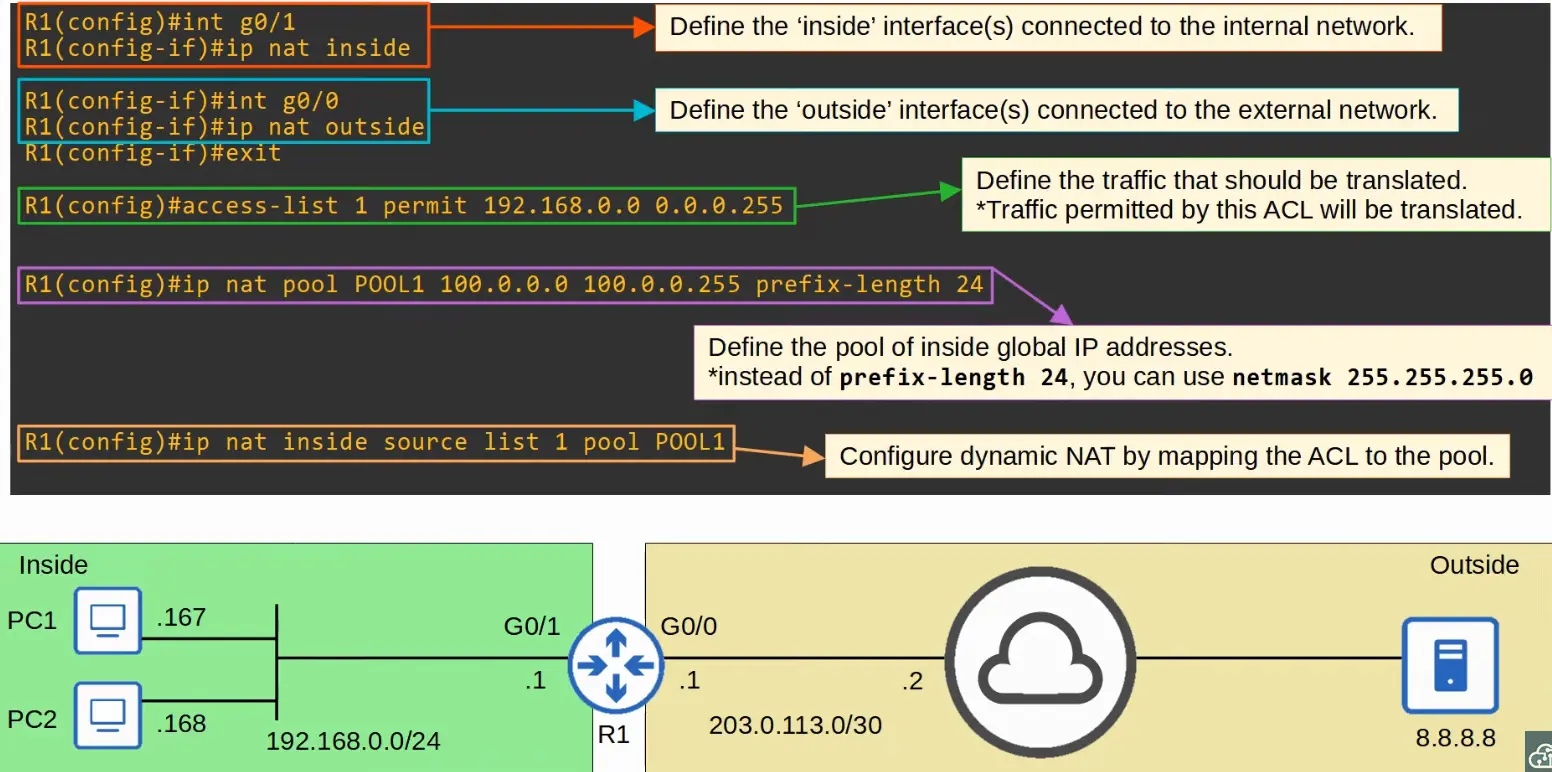 R1(config)#int g0/1
R1(config-if)#ip nat inside
Define the ‘inside’ interface(s) connected to the internal network.
R1(config-if)#int g0/0
R1(config-if)#ip nat outside
R1(config-if)#exit
Define the ‘outside’ interface(s) connected to the external network.
R1(config)#access-list 1 permit 192.168.0.0 0.0.0.255
Define the traffic that should be translated.
*Traffic permitted by this ACL will be translated.
R1(config)#ip nat pool POOL1 100.0.0.0 100.0.0.255 prefix-length 24
Define the pool of inside global IP addresses.
*instead of prefix-length 24, you can use netmask 255.255.255.0
R1(config)#ip nat inside source list 1 pool POOL1
Configure dynamic NAT by mapping the ACL to the pool.
Inside
Outside
PC1
.167
G0/1
G0/0
.1
.1
.2
PC2
.168
192.168.0.0/24
R1
203.0.113.0/30
8.8.8.8